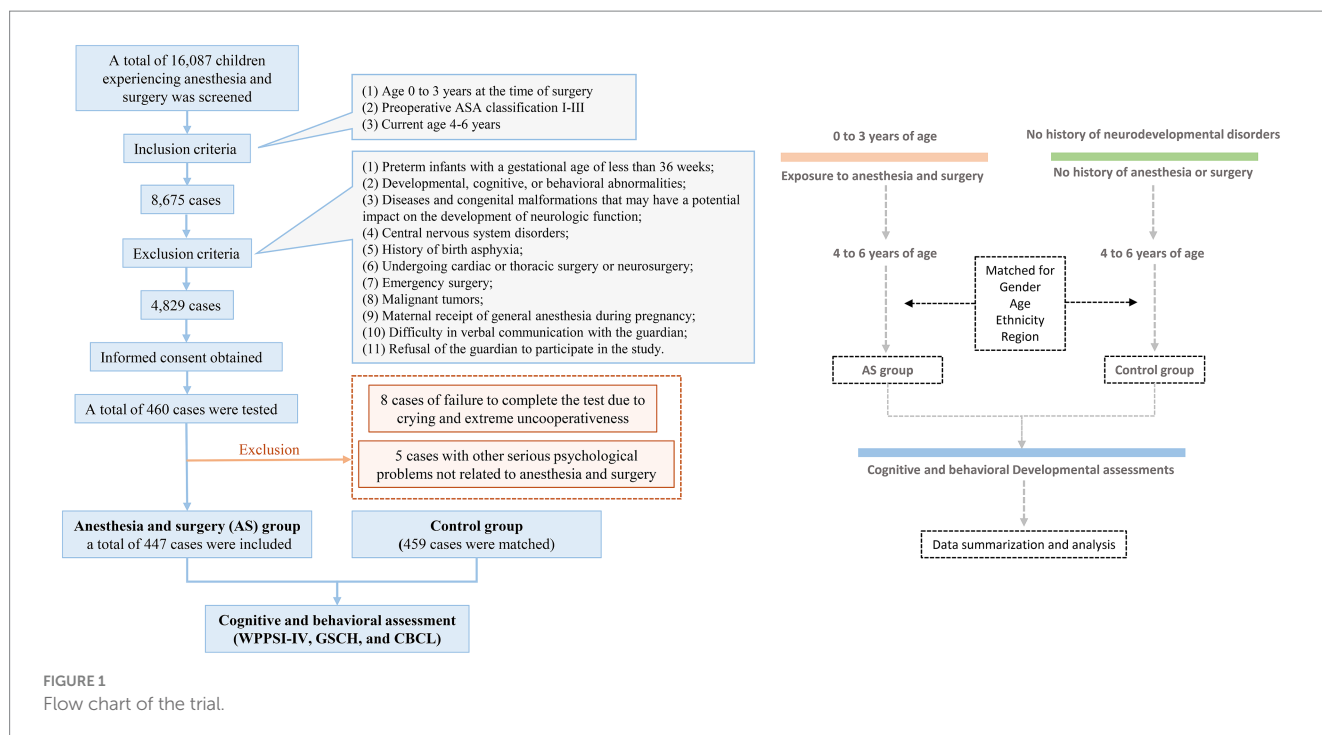 A total of 16,087 children
experiencing anesthesia and
surgery was screened
Inclusion criteria
(1) Age 0 to 3 years at the time of surgery
(2) Preoperative ASA classification I-III
(3) Current age 4-6 years
8,675 cases
Exclusion criteria
(1) Preterm infants with a gestational age of less than 36 weeks;
(2) Developmental, cognitive, or behavioral abnormalities;
(3) Diseases and congenital malformations that may have a potential
impact on the development of neurologic function;
(4) Central nervous system disorders;
(5) History of birth asphyxia;
(6) Undergoing cardiac or thoracic surgery or neurosurgery;
(7) Emergency surgery;
(8) Malignant tumors;
(9) Maternal receipt of general anesthesia during pregnancy;
(10) Difficulty in verbal communication with the guardian;
(11) Refusal of the guardian to participate in the study.
4,829 cases
Informed consent obtained
A total of 460 cases were tested
Exclusion
8 cases of failure to complete the test due to
crying and extreme uncooperativeness
5 cases with other serious psychological
problems not related to anesthesia and surgery
Anesthesia and surgery (AS) group
a total of 447 cases were included
Control group
(459 cases were matched)
Cognitive and behavioral assessment
(WPPSI-IV, GSCH, and CBCL)
0 to 3 years of age
Exposure to anesthesia and surgery
No history of neurodevelopmental disorders
No history of anesthesia or surgery
4 to 6 years of age
Matched for
Gender
Age
Ethnicity
Region
4 to 6 years of age
AS group
Control group
Cognitive and behavioral Developmental assessments
Data summarization and analysis
FIGURE 1
Flow chart of the trial.